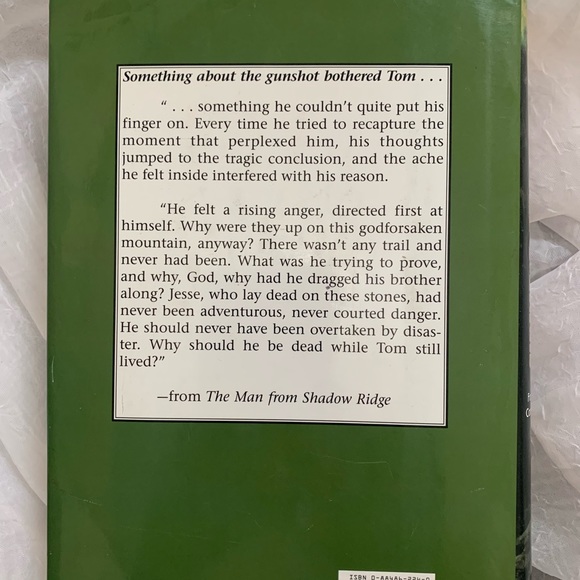 Something about the gunshot bothered Tom . . .
“ . . . something he couldn’t quite put his
finger on. Every time he tried to recapture the
moment that perplexed him, his thoughts
jumped to the tragic conclusion, and the ache
he felt inside interfered with his reason.
“He felt a rising anger, directed first at
himself. Why were they up on this godforsaken
mountain, anyway? There wasn’t any trail and
never had been. What was he trying to prove,
and why, God, why had he dragged his brother
along? Jesse, who lay dead on these stones, had
never been adventurous, never courted danger.
He should never have been overtaken by disas-
ter. Why should he be dead while Tom still
lived?”
—from The Man from Shadow Ridge
ISBN